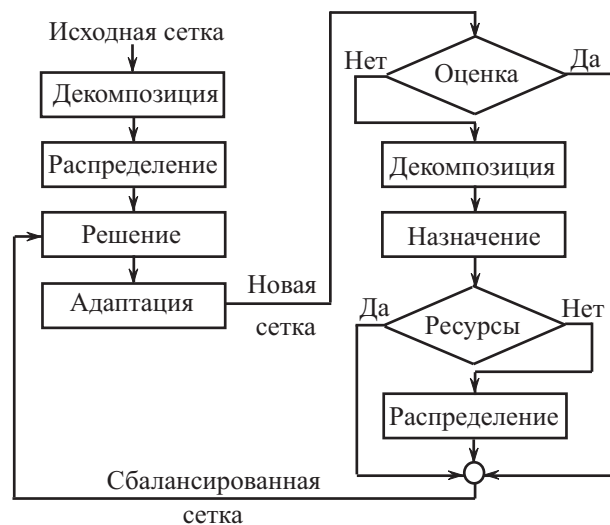 Исходная сетка
Декомпозиция
Распределение
Решение
Адаптация
Новая
сетка
Оценка
Нет
Да
Декомпозиция
Назначение
Ресурсы
Да
Нет
Распределение
Сбалансированная
сетка